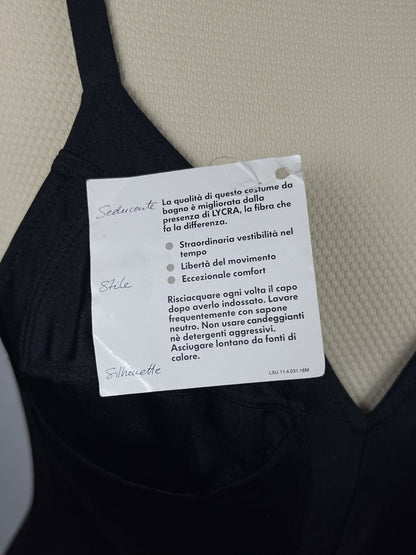 Seducente
La qualità di questo costume da
bagno è migliorata dalla
presenza di LYCRA, la fibra che
fa la differenza.
Straordinaria vestibilità nel
tempo
Libertà del movimento
Eccezionale comfort
Stile
Risciacquare ogni volta il capo
dopo averlo indossato. Lavare
frequentemente con sapone
neutro. Non usare candeggianti
nè detergenti aggressivi.
Asciugare lontano da fonti di
calore.
Silhouette
LSU 11.4.031.18M